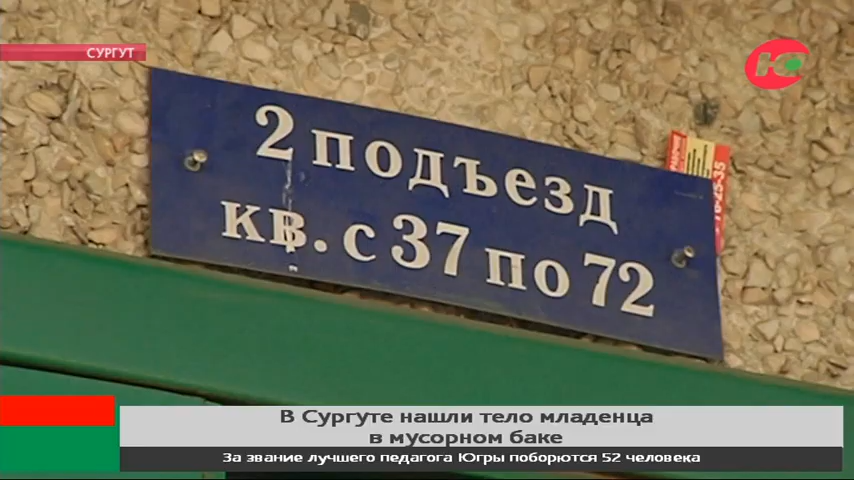 СУРГУТ
Ю
2 подъезд
кв. с 37 по 72
В Сургуте нашли тело младенца
в мусорном баке
За звание лучшего педагога Югры поборются 52 человека